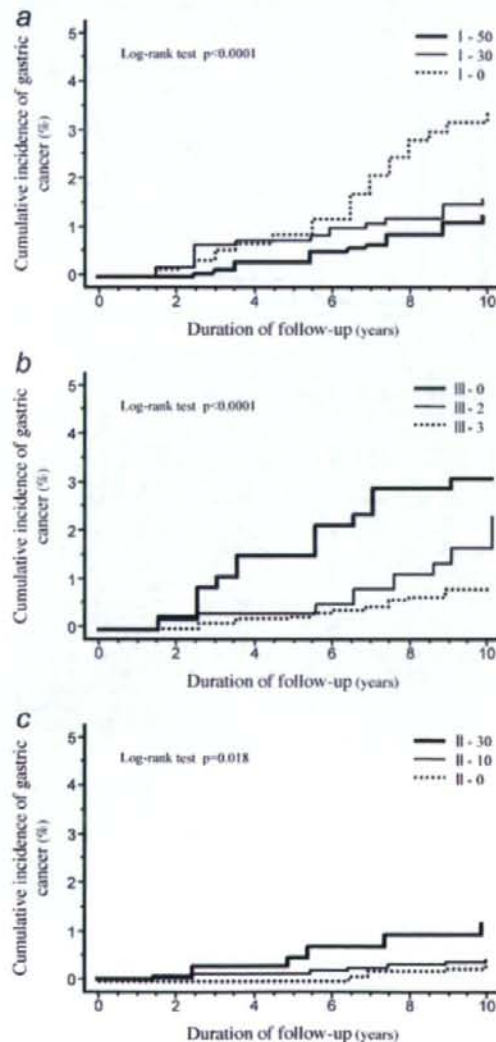 a
Cumulative incidence of gastric
cancer (%)
5
4
3
2
1
0
Log-rank test p<0.0001
I - 50
I - 30
I - 0
0
2
4
6
8
10
Duration of follow-up (years)
b
Cumulative incidence of gastric
cancer (%)
5
4
3
2
1
0
Log-rank test p<0.0001
III - 0
III - 2
III - 3
0
2
4
6
8
10
Duration of follow-up (years)
c
Cumulative incidence of gastric
cancer (%)
5
4
3
2
1
0
Log-rank test p=0.018
II - 30
II - 10
II - 0
0
2
4
6
8
10
Duration of follow-up (years)